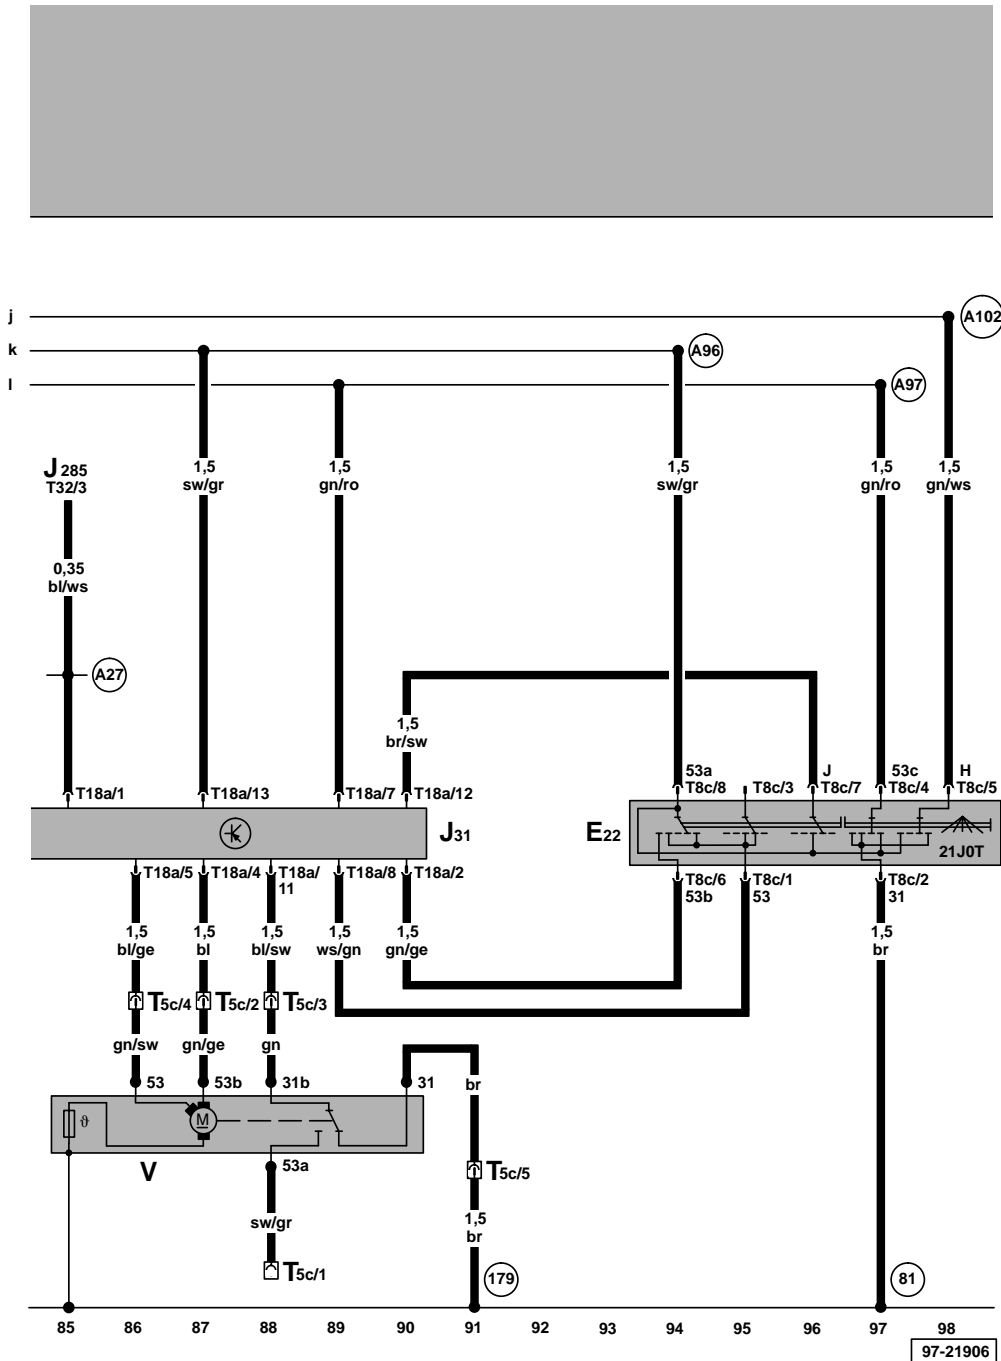 j
A102
k
A96
l
A97
J285
T32/3
1,5
sw/gr
1,5
gn/ro
1,5
sw/gr
1,5
gn/ro
1,5
gn/ws
0,35
bl/ws
A27
1,5
br/sw
53a
J
53c
H
T18a/1
T18a/13
T18a/7
T18a/12
T8c/8
T8c/3
T8c/7
T8c/4
T8c/5
J31
E22
21J0T
T18a/5
T18a/4
T18a/
11
T18a/8
T18a/2
T8c/6
53b
T8c/1
53
T8c/2
31
1,5
bl/ge
1,5
bl
1,5
bl/sw
1,5
ws/gn
1,5
gn/ge
1,5
br
T5c/4
T5c/2
T5c/3
gn/sw
gn/ge
gn
53
53b
31b
31
br
ϑ
M
V
53a
T5c/5
sw/gr
1,5
br
T5c/1
179
81
85 86 87 88 89 90 91 92 93 94 95 96 97 98
97-21906